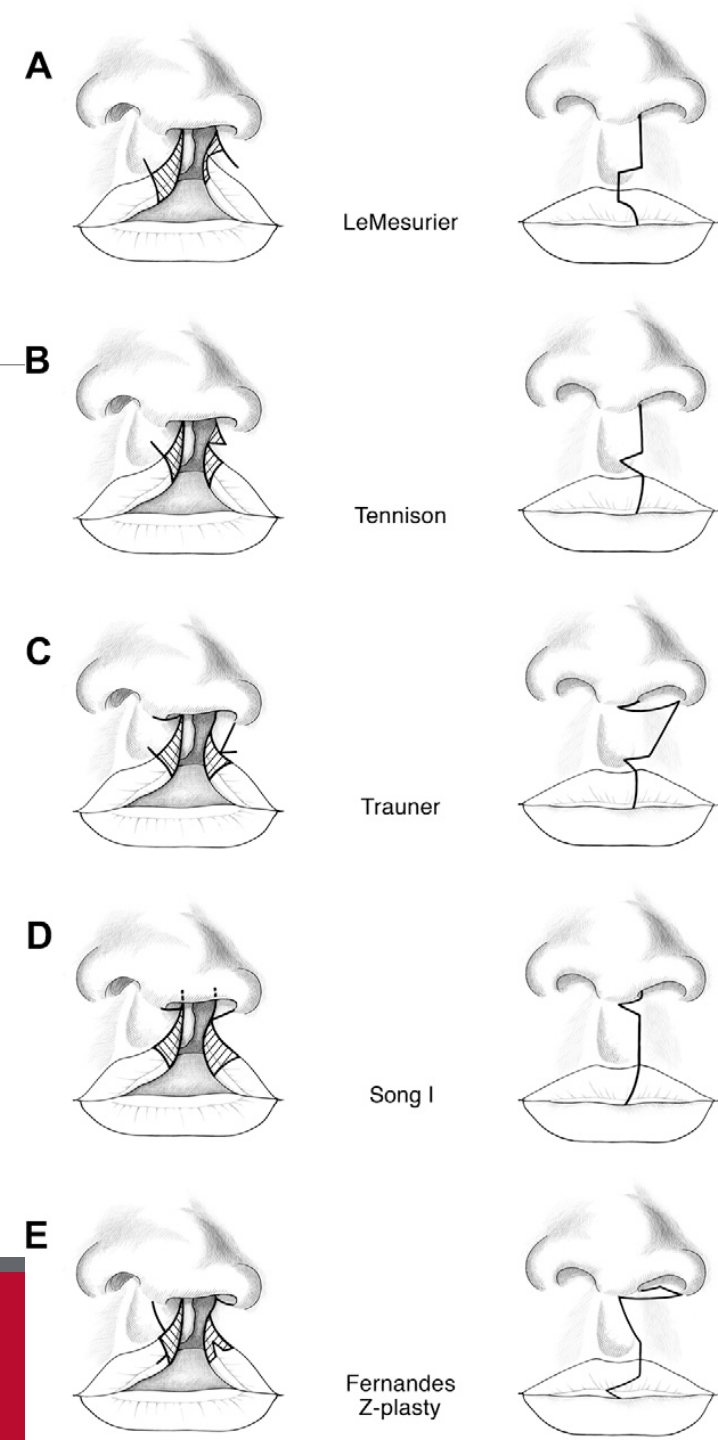 A
LeMesurier
B
Tennison
C
Trauner
D
Song I
E
Fernandes
Z-plasty